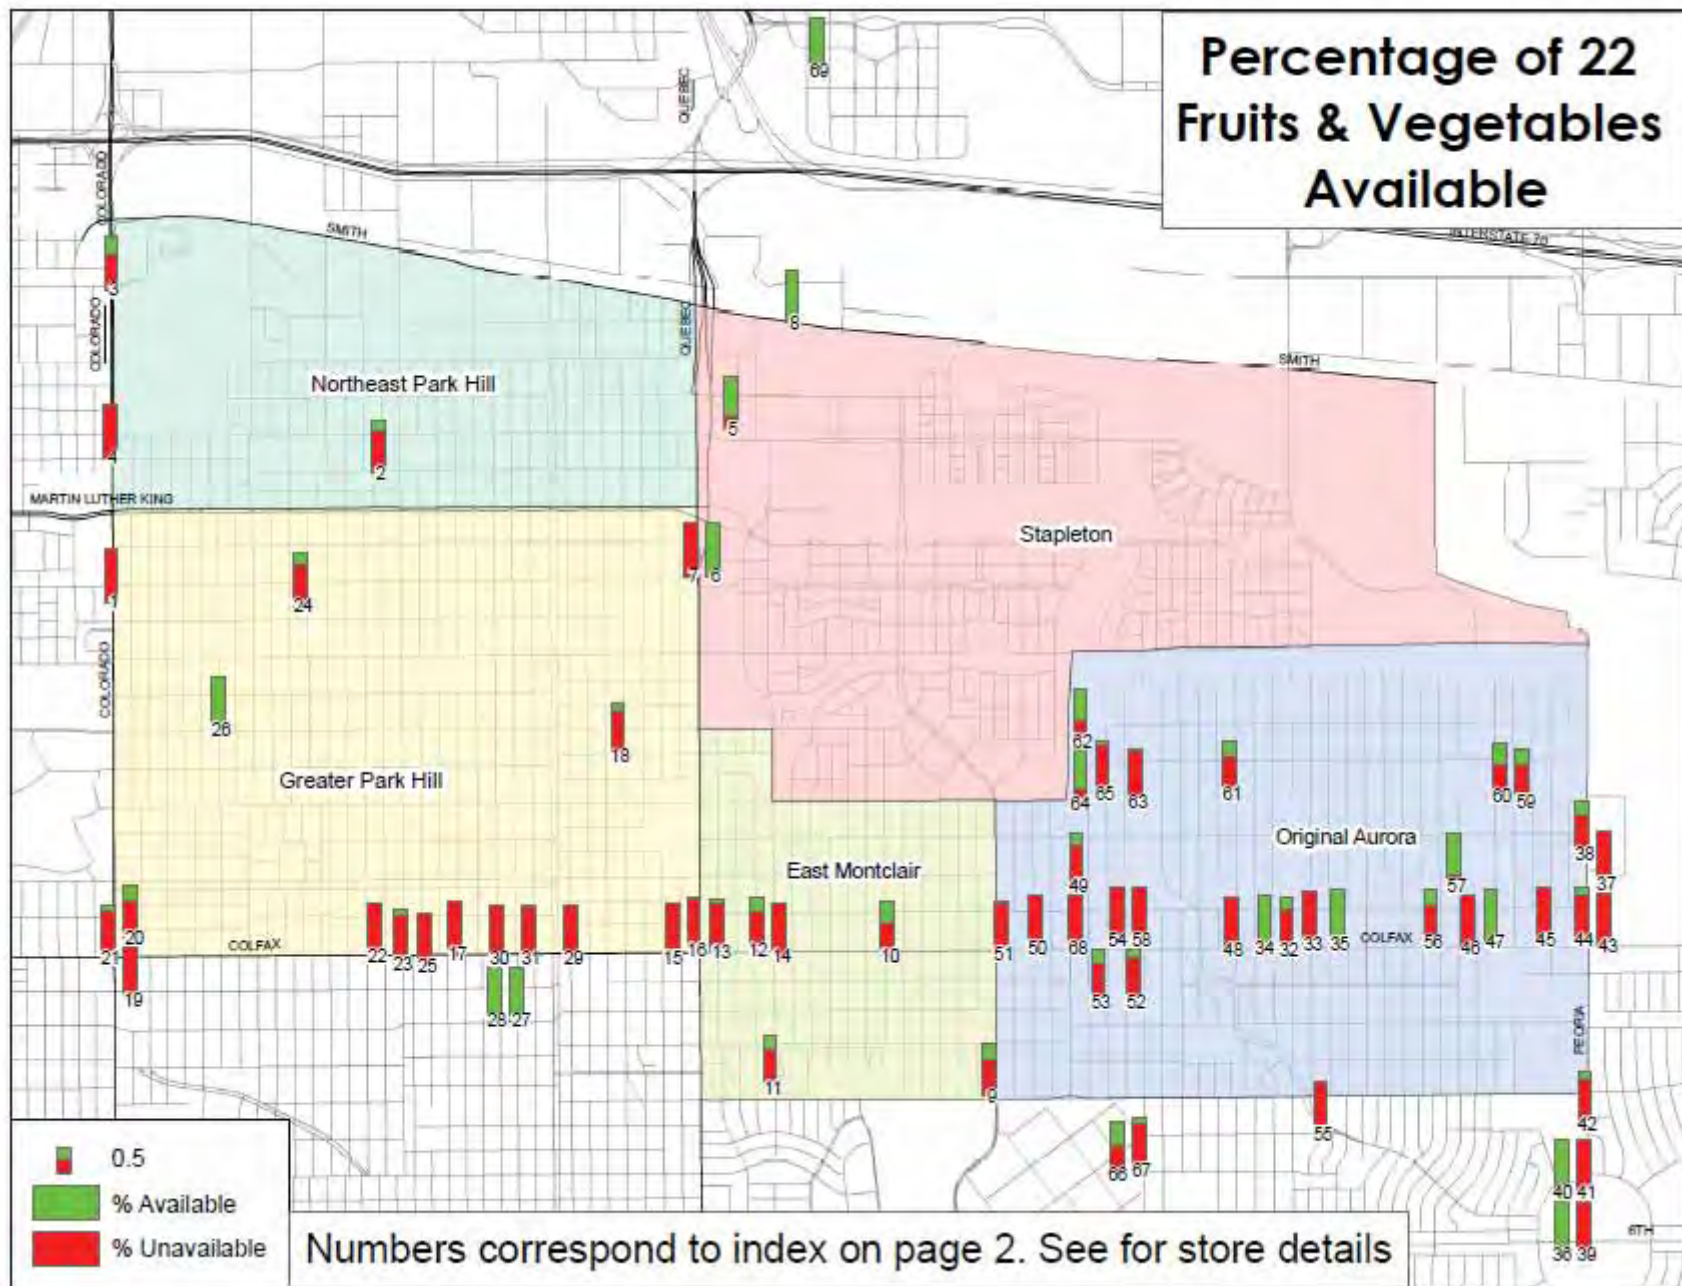 Percentage of 22
Fruits & Vegetables
Available
69
QUEBEC
COLORADO
SMITH
INTERSTATE 70
3
8
COLORADO
QUEBEC
SMITH
Northeast Park Hill
5
4
2
MARTIN LUTHER KING
Stapleton
7
6
1
24
COLORADO
26
18
62
Greater Park Hill
64
65
63
61
60
59
Original Aurora
38
37
East Montclair
49
57
20
21
COLFAX
22
23
25
17
30
31
29
15
16
13
12
14
10
51
50
68
54
58
48
34
32
33
35
COLFAX
56
46
47
45
44
43
19
28
27
53
52
PEORIA
11
9
55
42
66
67
40
41
36
39
6TH
0.5
% Available
% Unavailable
Numbers correspond to index on page 2. See for store details